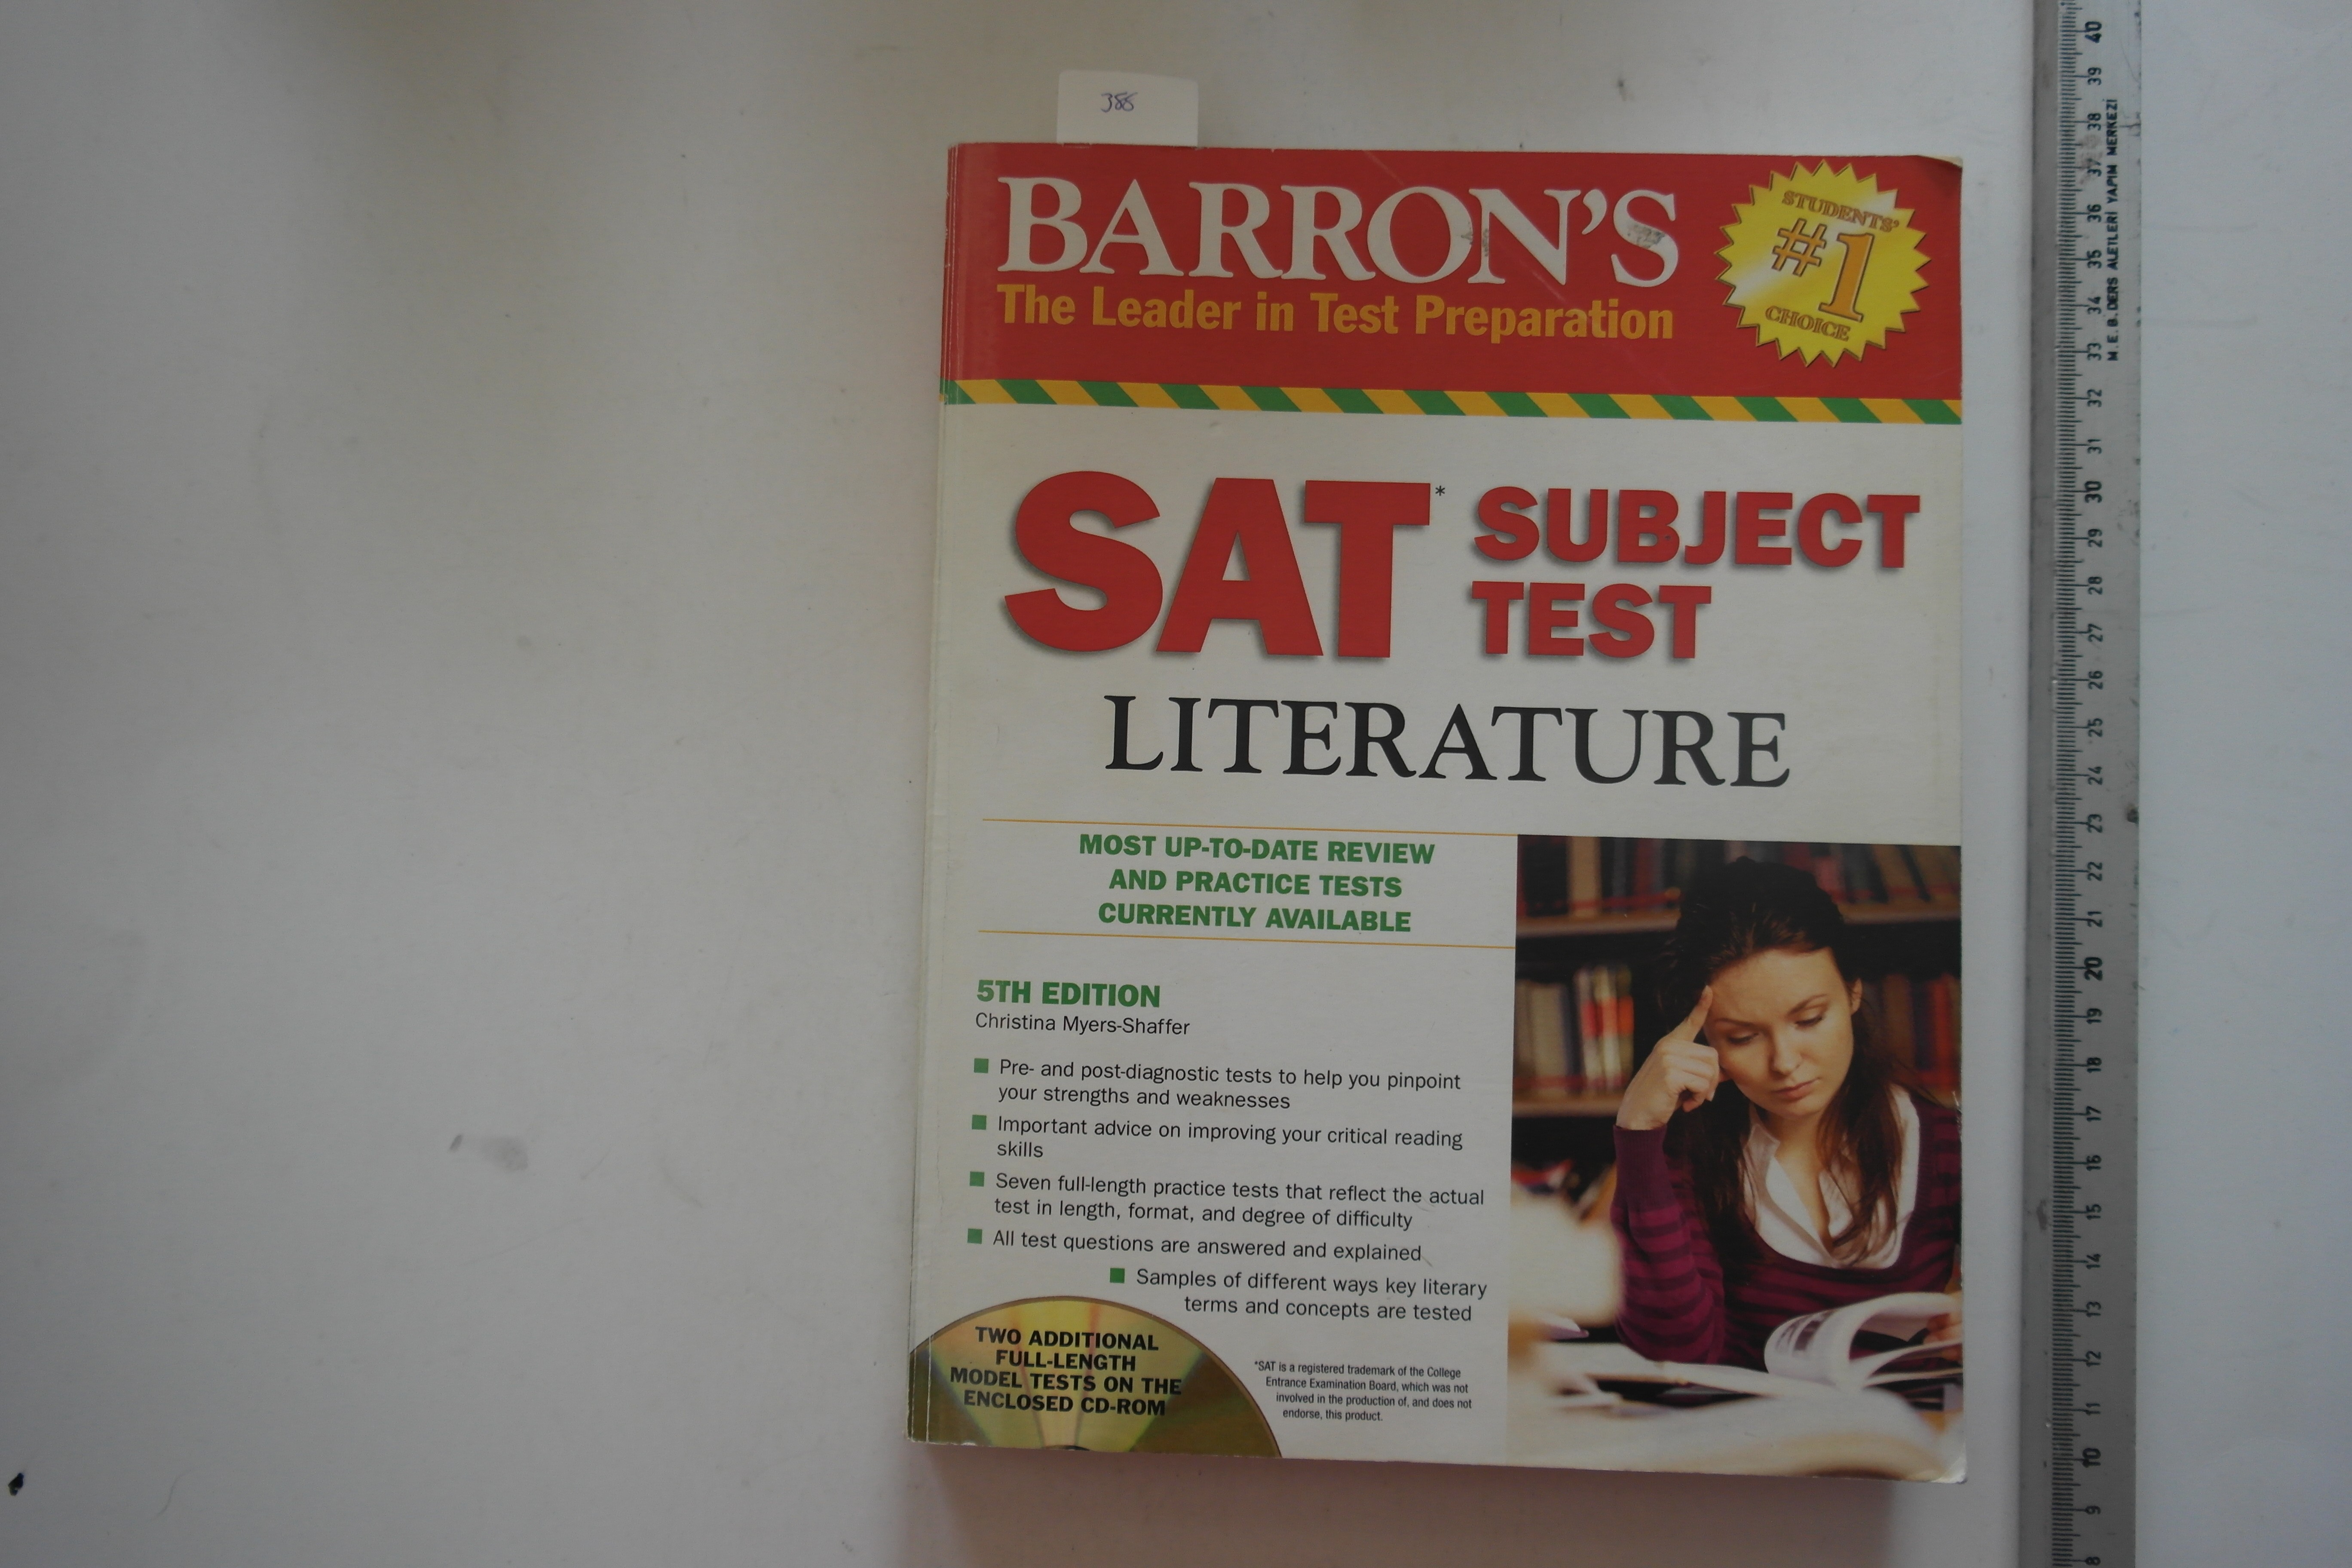 388
BARRON'S
The Leader in Test Preparation
STUDENTS'
#1
CHOICE
SAT* SUBJECT
TEST
LITERATURE
MOST UP-TO-DATE REVIEW
AND PRACTICE TESTS
CURRENTLY AVAILABLE
5TH EDITION
Christina Myers-Shaffer
Pre- and post-diagnostic tests to help you pinpoint
your strengths and weaknesses
Important advice on improving your critical reading
skills
Seven full-length practice tests that reflect the actual
test in length, format, and degree of difficulty
All test questions are answered and explained
Samples of different ways key literary
terms and concepts are tested
TWO ADDITIONAL
FULL-LENGTH
MODEL TESTS ON THE
ENCLOSED CD-ROM
*SAT is a registered trademark of the College
Entrance Examination Board, which was not
involved in the production of, and does not
endorse, this product.
M.E.B.DERS ALETLERİ YAPIM MERKEZİ
40
39
38
37
36
35
34
33
32
31
30
29
28
27
26
25
24
23
22
21
20
19
18
17
16
15
14
13
12
11
10
9
8